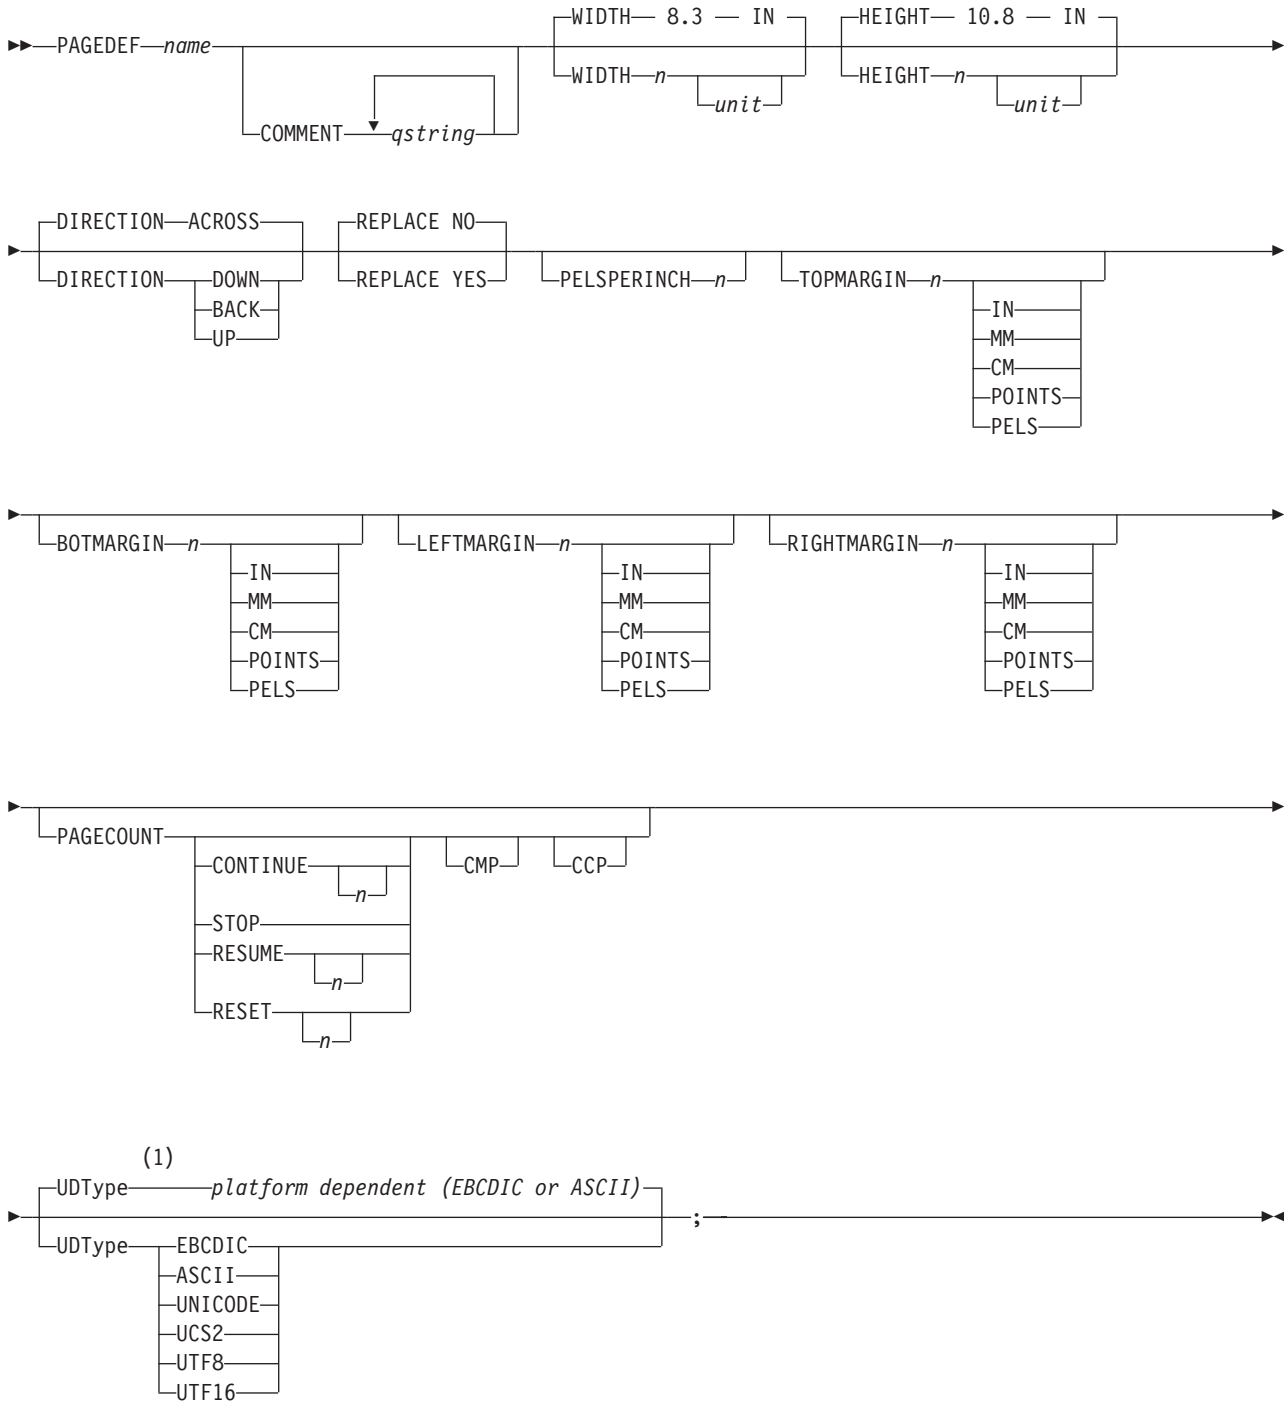 WIDTH 8.3 IN HEIGHT 10.8 IN
PAGEDEF name
WIDTH n HEIGHT n
unit unit
COMMENT qstring
DIRECTION ACROSS REPLACE NO
DIRECTION DOWN REPLACE YES PELSPERINCH n TOPMARGIN n
BACK IN
UP MM
CM
POINTS
PELS
BOTMARGIN n LEFTMARGIN n RIGHTMARGIN n
IN IN IN
MM MM MM
CM CM CM
POINTS POINTS POINTS
PELS PELS PELS
PAGECOUNT
CONTINUE CMP CCP
n
STOP
RESUME
n
RESET
n
(1)
UDType platform dependent (EBCDIC or ASCII)
;
UDType EBCDIC
ASCII
UNICODE
UCS2
UTF8
UTF16